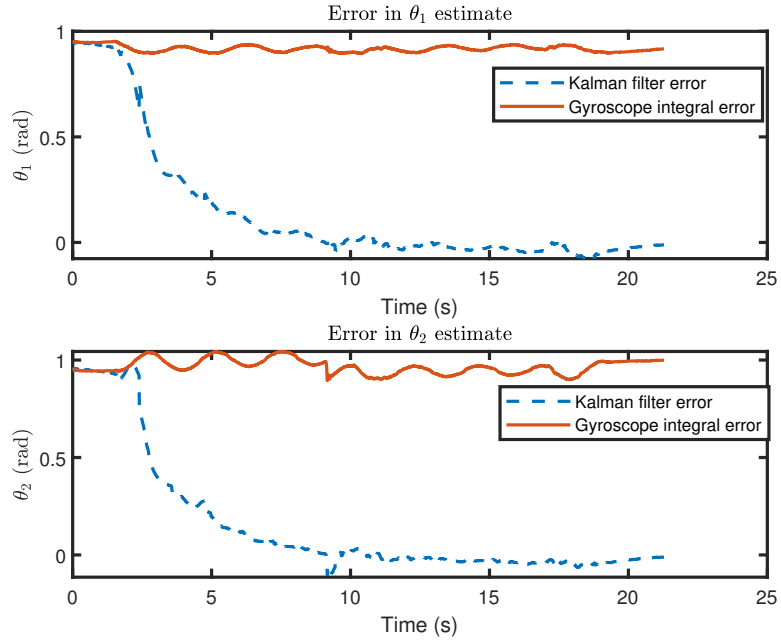 Error in θ₁ estimate
1
0.5
0
θ₁ (rad)
Kalman filter error
Gyroscope integral error
0 5 10 15 20 25
Time (s)
Error in θ₂ estimate
1
0.5
0
θ₂ (rad)
Kalman filter error
Gyroscope integral error
0 5 10 15 20 25
Time (s)